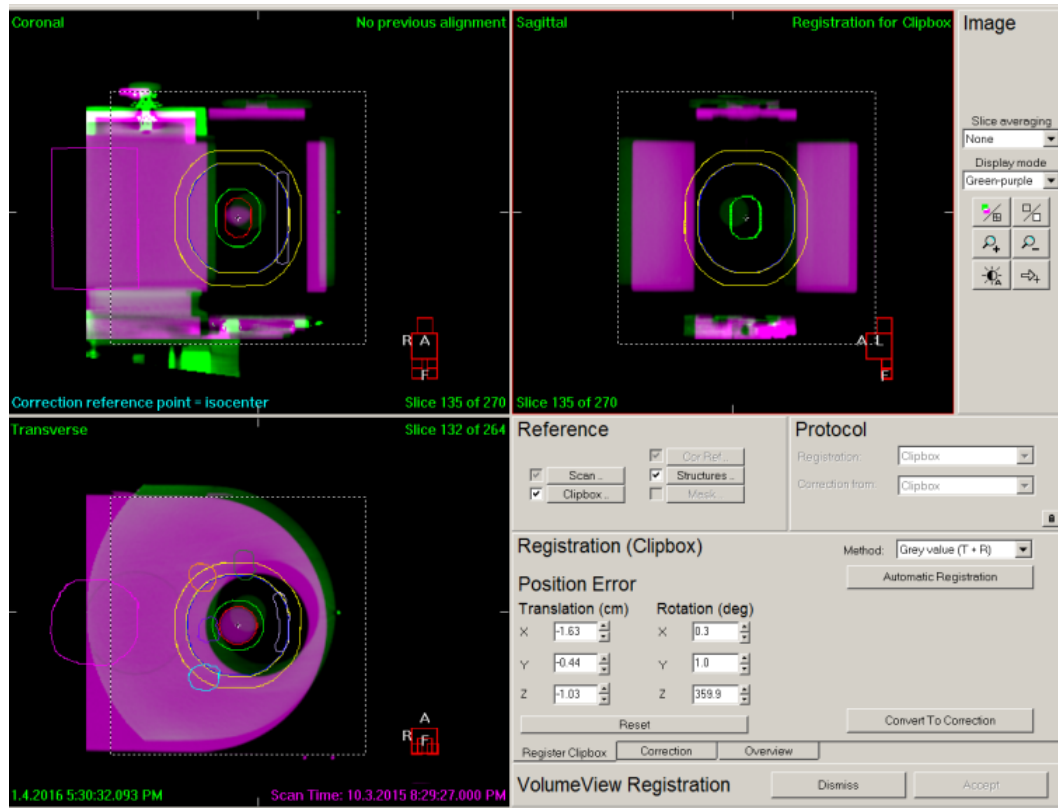 Coronal
No previous alignment
Correction reference point = isocenter
Slice 135 of 270
R A
F
Sagittal
Registration for Clipbox
Slice 135 of 270
A L
F
Image
Slice averaging
None
Display mode
Green-purple
Transverse
Slice 132 of 264
A
R F
1.4.2016 5:30:32.093 PM
Scan Time: 10.3.2015 8:29:27.000 PM
Reference
Cor Ref...
Scan ..
Structures ..
Clipbox ...
Mask...
Protocol
Registration:
Clipbox
Correction from:
Clipbox
Registration (Clipbox)
Method:
Grey value (T + R)
Automatic Registration
Position Error
Translation (cm)
Rotation (deg)
X -1.63
X 0.3
Y -0.44
Y 1.0
Z -1.03
Z 359.9
Reset
Convert To Correction
Register Clipbox
Correction
Overview
VolumeView Registration
Dismiss
Accept